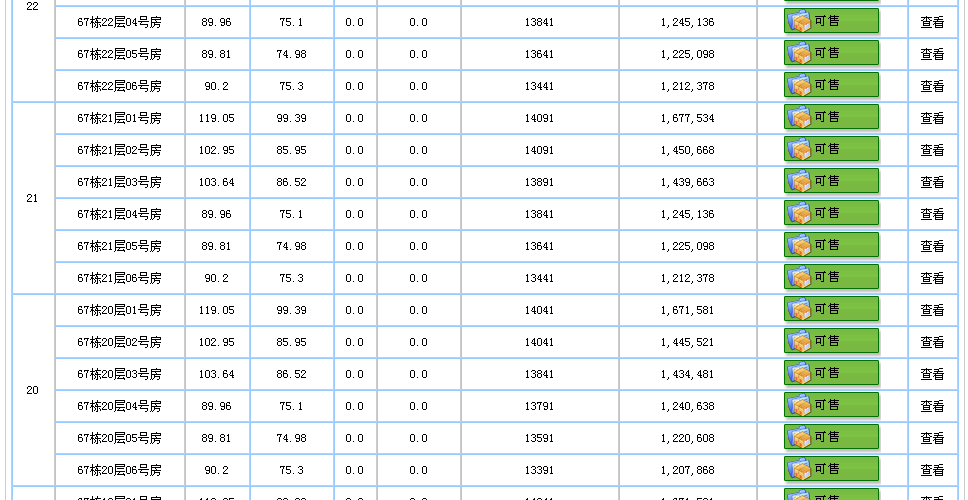 22
67栋22层04号房 89.96 75.1 0.0 0.0 13841 1,245,136 可售 查看
67栋22层05号房 89.81 74.98 0.0 0.0 13641 1,225,098 可售 查看
67栋22层06号房 90.2 75.3 0.0 0.0 13441 1,212,378 可售 查看
67栋21层01号房 119.05 99.39 0.0 0.0 14091 1,677,534 可售 查看
67栋21层02号房 102.95 85.95 0.0 0.0 14091 1,450,668 可售 查看
67栋21层03号房 103.64 86.52 0.0 0.0 13891 1,439,663 可售 查看
21
67栋21层04号房 89.96 75.1 0.0 0.0 13841 1,245,136 可售 查看
67栋21层05号房 89.81 74.98 0.0 0.0 13641 1,225,098 可售 查看
67栋21层06号房 90.2 75.3 0.0 0.0 13441 1,212,378 可售 查看
67栋20层01号房 119.05 99.39 0.0 0.0 14041 1,671,581 可售 查看
67栋20层02号房 102.95 85.95 0.0 0.0 14041 1,445,521 可售 查看
67栋20层03号房 103.64 86.52 0.0 0.0 13841 1,434,481 可售 查看
20
67栋20层04号房 89.96 75.1 0.0 0.0 13791 1,240,638 可售 查看
67栋20层05号房 89.81 74.98 0.0 0.0 13591 1,220,608 可售 查看
67栋20层06号房 90.2 75.3 0.0 0.0 13391 1,207,868 可售 查看